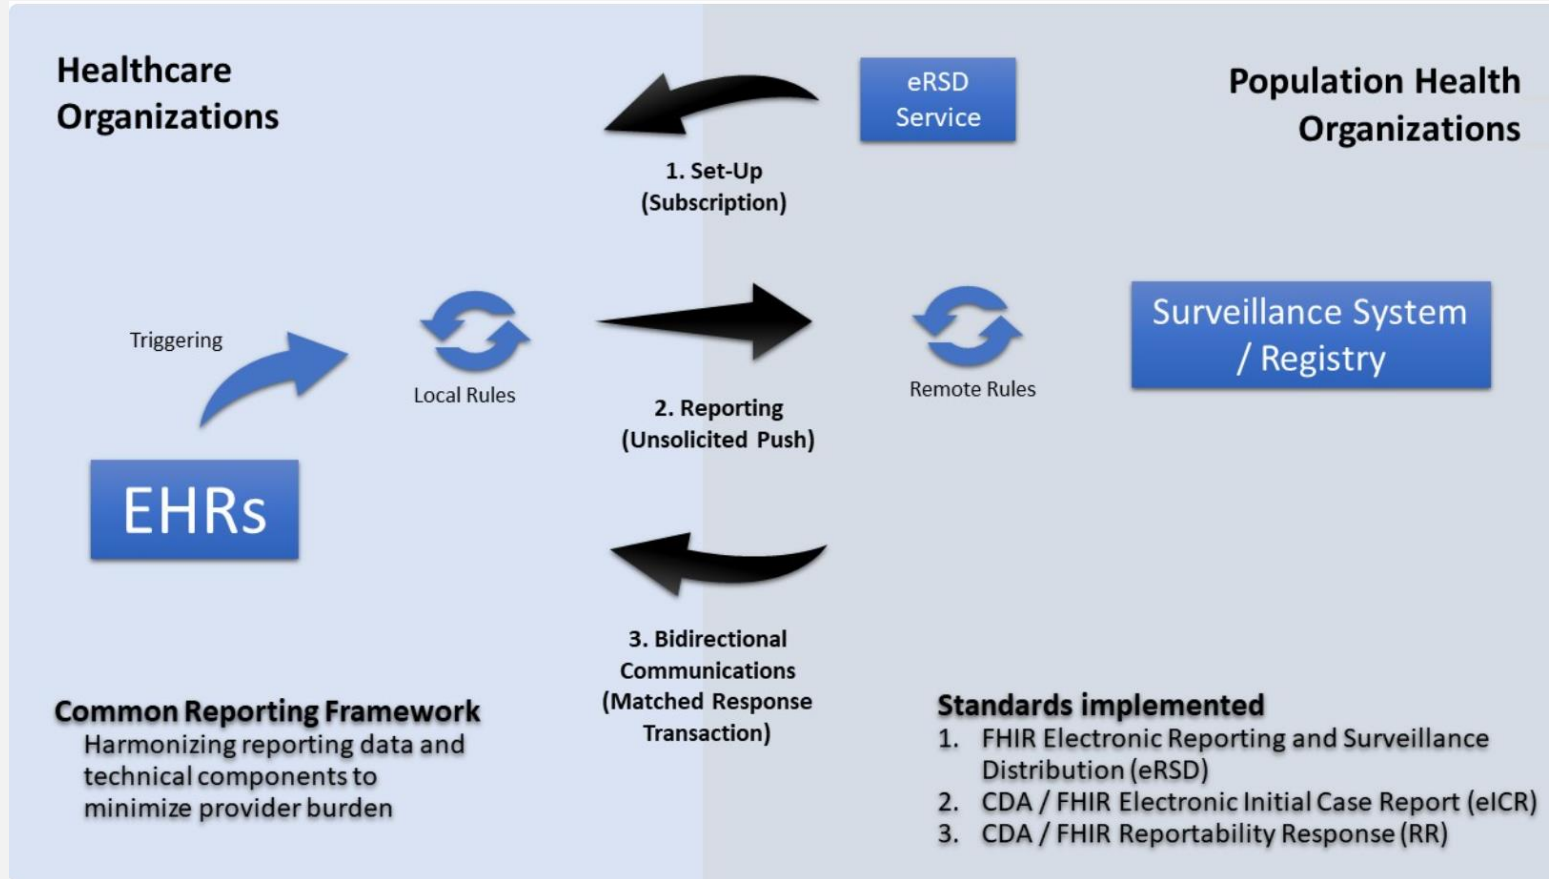 Healthcare
Organizations
eRSD
Service
Population Health
Organizations
1. Set-Up
(Subscription)
Triggering
Local Rules
2. Reporting
(Unsolicited Push)
Remote Rules
Surveillance System
/ Registry
EHRs
3. Bidirectional
Communications
(Matched Response
Transaction)
Common Reporting Framework
Harmonizing reporting data and
technical components to
minimize provider burden
Standards implemented
1. FHIR Electronic Reporting and Surveillance
Distribution (eRSD)
2. CDA / FHIR Electronic Initial Case Report (eICR)
3. CDA / FHIR Reportability Response (RR)